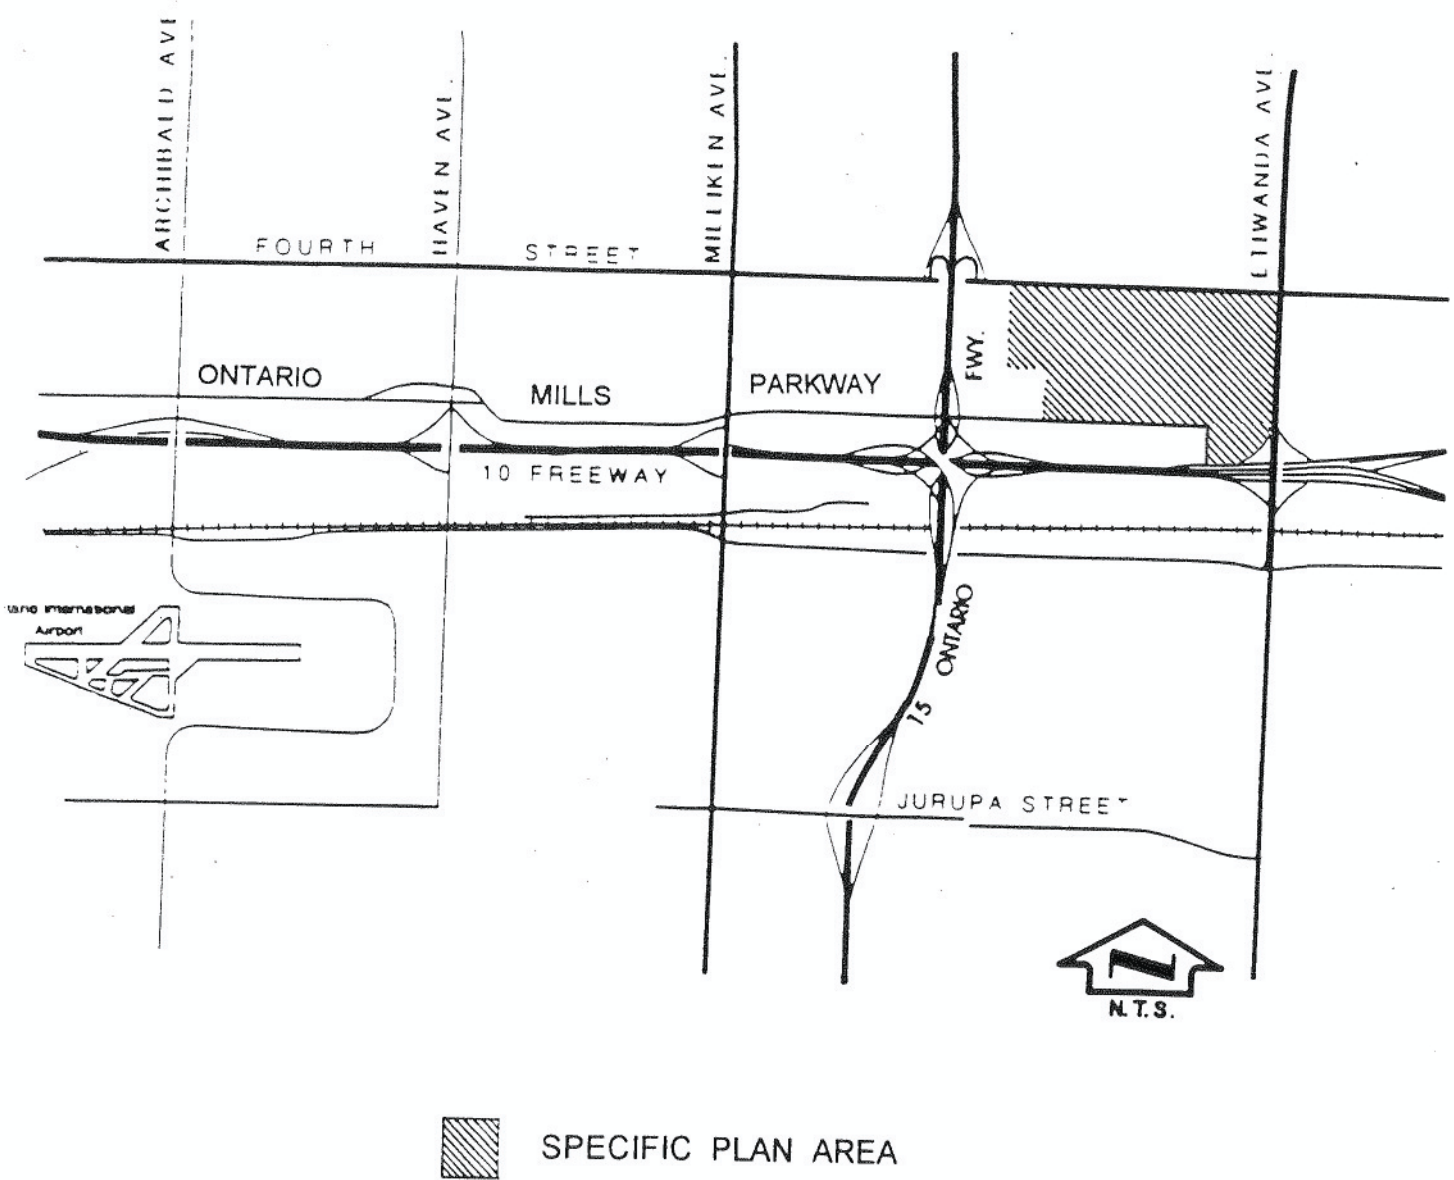 ARCHIBALD AVE
HAVEN AVE.
MILLIKEN AVE.
ETIWANDA AVE.
FOURTH STREET
FWY.
ONTARIO MILLS PARKWAY
10 FREEWAY
International
Airport
ONTARIO
15
JURUPA STREET
N
N.T.S.
SPECIFIC PLAN AREA